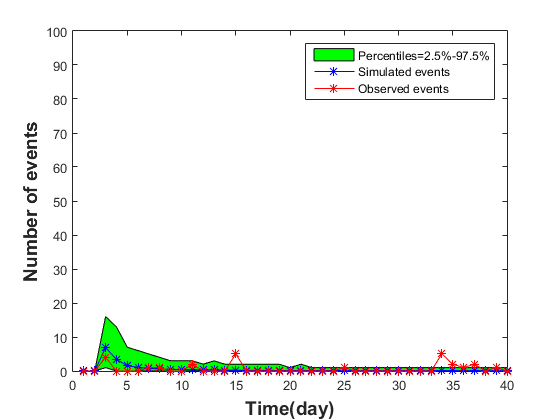 Percentiles=2.5%-97.5%
Simulated events
Observed events
Number of events
100
90
80
70
60
50
40
30
20
10
0
0 5 10 15 20 25 30 35 40
Time(day)